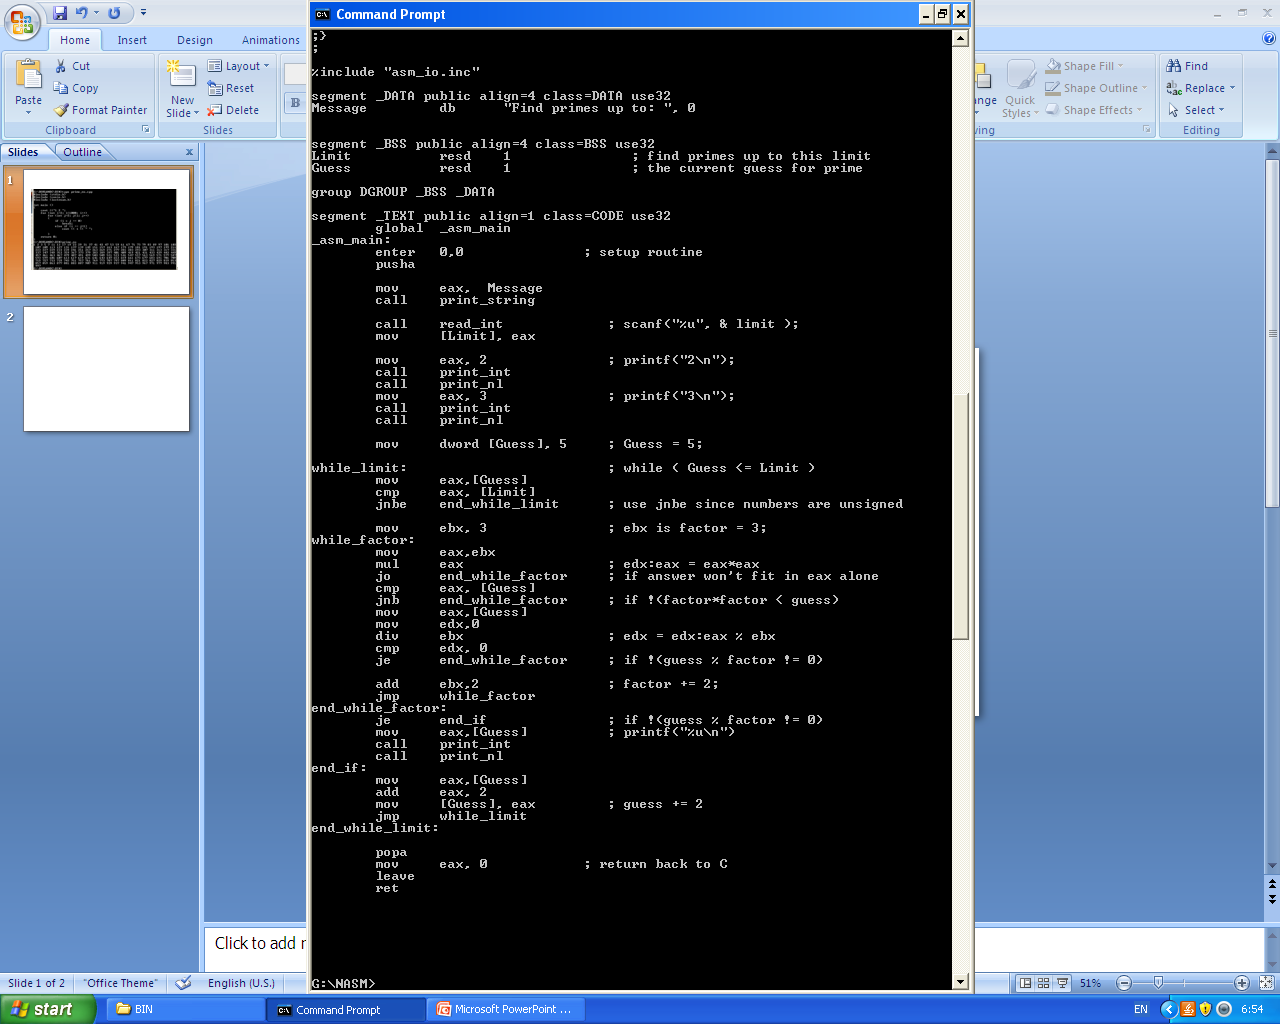 Command Prompt
Home Insert Design Animations
Cut
Copy
Format Painter
Paste
Clipboard
New
Slide
Layout
Reset
Delete
Slides
B
Quick
Styles
Shape Fill
Shape Outline
Shape Effects
Find
Replace
Select
Editing
Slides Outline x
1
2
;}
;
%include "asm_io.inc"
segment _DATA public align=4 class=DATA use32
Message db "Find primes up to: ", 0
segment _BSS public align=4 class=BSS use32
Limit resd 1 ; find primes up to this limit
Guess resd 1 ; the current guess for prime
group DGROUP _BSS _DATA
segment _TEXT public align=1 class=CODE use32
global _asm_main
_asm_main:
enter 0,0 ; setup routine
pusha
mov eax, Message
call print_string
call read_int ; scanf("%u", & limit );
mov [Limit], eax
mov eax, 2 ; printf("2\n");
call print_int
call print_nl
mov eax, 3 ; printf("3\n");
call print_int
call print_nl
mov dword [Guess], 5 ; Guess = 5;
while_limit: ; while ( Guess <= Limit )
mov eax,[Guess]
cmp eax, [Limit]
jnbe end_while_limit ; use jnbe since numbers are unsigned
mov ebx, 3 ; ebx is factor = 3;
while_factor:
mov eax,ebx
mul eax ; edx:eax = eax*eax
jo end_while_factor ; if answer won't fit in eax alone
cmp eax, [Guess]
jnb end_while_factor ; if !(factor*factor < guess)
mov eax,[Guess]
mov edx,0
div ebx ; edx = edx:eax % ebx
cmp edx, 0
je end_while_factor ; if !(guess % factor != 0)
add ebx,2 ; factor += 2;
jmp while_factor
end_while_factor:
je end_if ; if !(guess % factor != 0)
mov eax,[Guess] ; printf("%u\n")
call print_int
call print_nl
end_if:
mov eax,[Guess]
add eax, 2
mov [Guess], eax ; guess += 2
jmp while_limit
end_while_limit:
popa
mov eax, 0 ; return back to C
leave
ret
G:\NASM>
Click to add
Slide 1 of 2 "Office Theme" English (U.S.) 51%
start BIN Command Prompt Microsoft PowerPoint ... EN 6:54